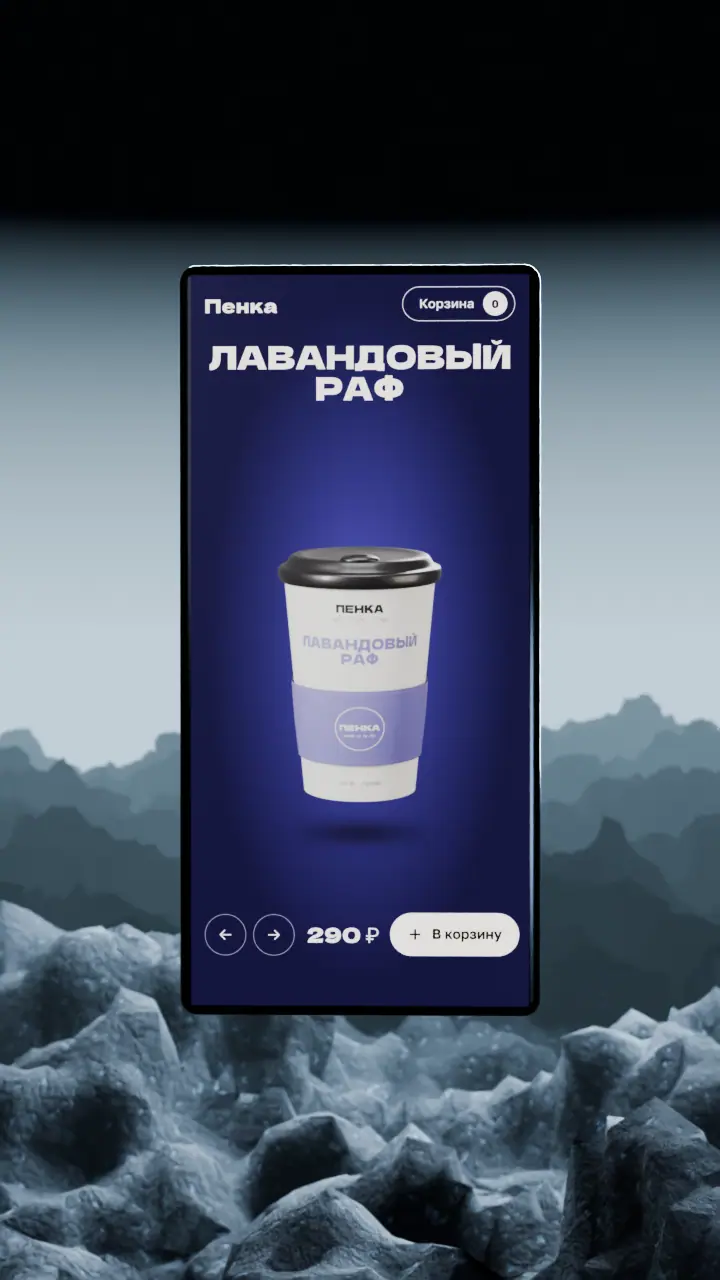 Пенка
Корзина 0
ЛАВАНДОВЫЙ
РАФ
ПЕНКА
ЛАВАНДОВЫЙ
РАФ
ПЕНКА
290 ₽
+ В корзину